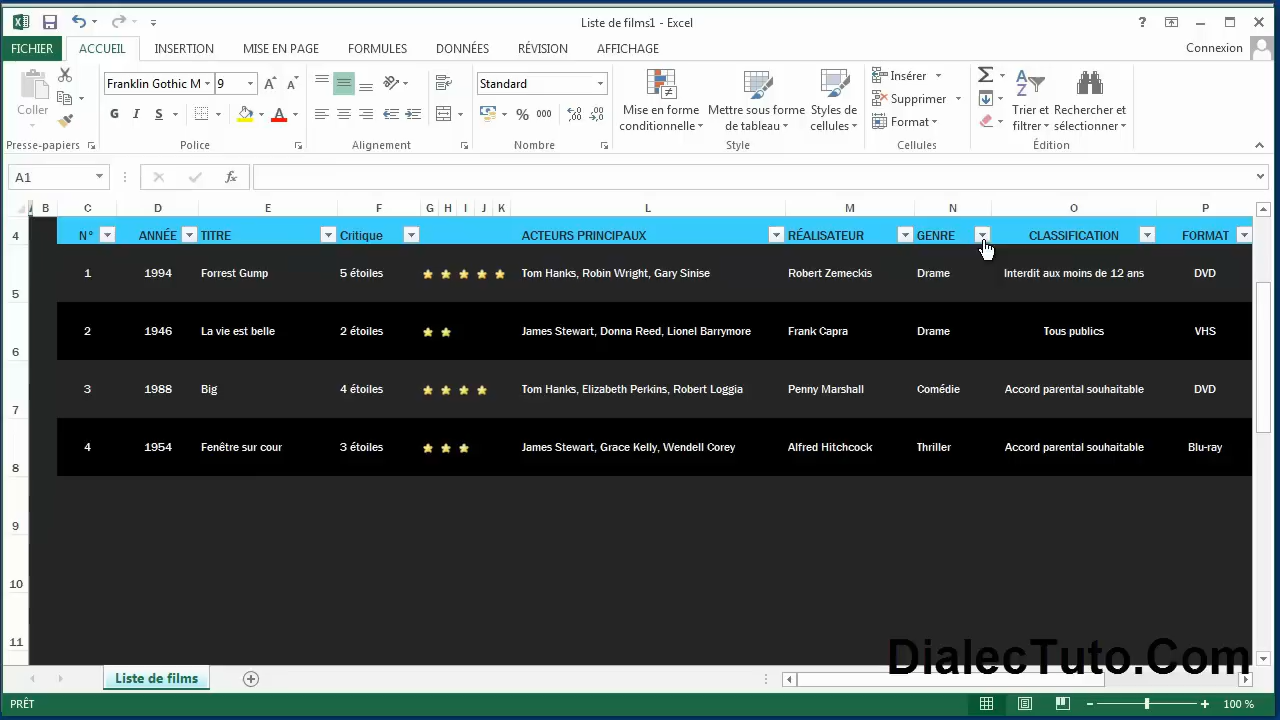 Liste de films1 - Excel
FICHIER ACCUEIL INSERTION MISE EN PAGE FORMULES DONNÉES RÉVISION AFFICHAGE Connexion
Coller
Presse-papiers
Franklin Gothic M 9
G I S A
Police
Alignement
Standard
% 000
Nombre
Mise en forme conditionnelle
Mettre sous forme de tableau
Styles de cellules
Style
Insérer
Supprimer
Format
Cellules
Trier et filtrer
Rechercher et sélectionner
Édition
A1 fx
B C D E F G H I J K L M N O P
4 N° ANNÉE TITRE Critique ACTEURS PRINCIPAUX RÉALISATEUR GENRE CLASSIFICATION FORMAT
5 1 1994 Forrest Gump 5 étoiles Tom Hanks, Robin Wright, Gary Sinise Robert Zemeckis Drame Interdit aux moins de 12 ans DVD
6 2 1946 La vie est belle 2 étoiles James Stewart, Donna Reed, Lionel Barrymore Frank Capra Drame Tous publics VHS
7 3 1988 Big 4 étoiles Tom Hanks, Elizabeth Perkins, Robert Loggia Penny Marshall Comédie Accord parental souhaitable DVD
8 4 1954 Fenêtre sur cour 3 étoiles James Stewart, Grace Kelly, Wendell Corey Alfred Hitchcock Thriller Accord parental souhaitable Blu-ray
9
10
11
DialecTuto.Com
Liste de films
PRÊT 100 %